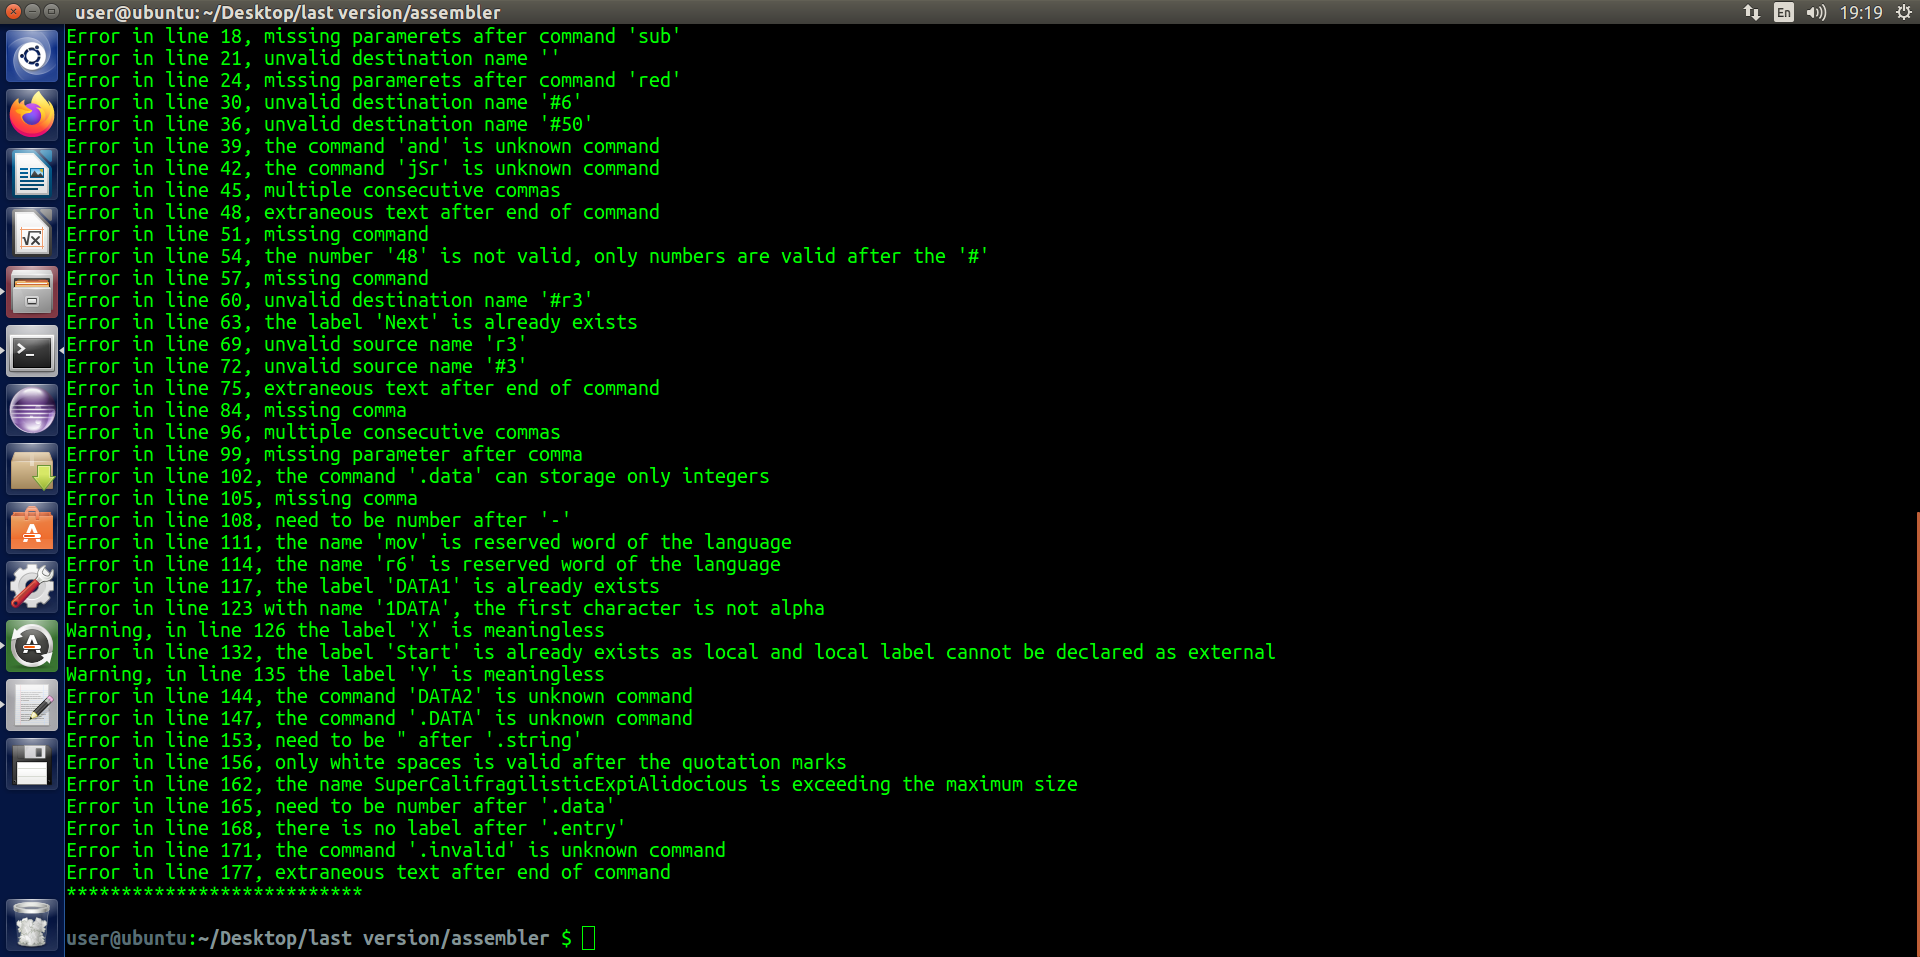 user@ubuntu: ~/Desktop/last version/assembler
En
19:19
Error in line 18, missing paramerets after command 'sub'
Error in line 21, unvalid destination name ''
Error in line 24, missing paramerets after command 'red'
Error in line 30, unvalid destination name '#6'
Error in line 36, unvalid destination name '#50'
Error in line 39, the command 'and' is unknown command
Error in line 42, the command 'jSr' is unknown command
Error in line 45, multiple consecutive commas
Error in line 48, extraneous text after end of command
Error in line 51, missing command
Error in line 54, the number '48' is not valid, only numbers are valid after the '#'
Error in line 57, missing command
Error in line 60, unvalid destination name '#r3'
Error in line 63, the label 'Next' is already exists
Error in line 69, unvalid source name 'r3'
Error in line 72, unvalid source name '#3'
Error in line 75, extraneous text after end of command
Error in line 84, missing comma
Error in line 96, multiple consecutive commas
Error in line 99, missing parameter after comma
Error in line 102, the command '.data' can storage only integers
Error in line 105, missing comma
Error in line 108, need to be number after '-'
Error in line 111, the name 'mov' is reserved word of the language
Error in line 114, the name 'r6' is reserved word of the language
Error in line 117, the label 'DATA1' is already exists
Error in line 123 with name '1DATA', the first character is not alpha
Warning, in line 126 the label 'X' is meaningless
Error in line 132, the label 'Start' is already exists as local and local label cannot be declared as external
Warning, in line 135 the label 'Y' is meaningless
Error in line 144, the command 'DATA2' is unknown command
Error in line 147, the command '.DATA' is unknown command
Error in line 153, need to be " after '.string'
Error in line 156, only white spaces is valid after the quotation marks
Error in line 162, the name SuperCalifragilisticExpiAlidocious is exceeding the maximum size
Error in line 165, need to be number after '.data'
Error in line 168, there is no label after '.entry'
Error in line 171, the command '.invalid' is unknown command
Error in line 177, extraneous text after end of command
***************************
user@ubuntu:~/Desktop/last version/assembler $